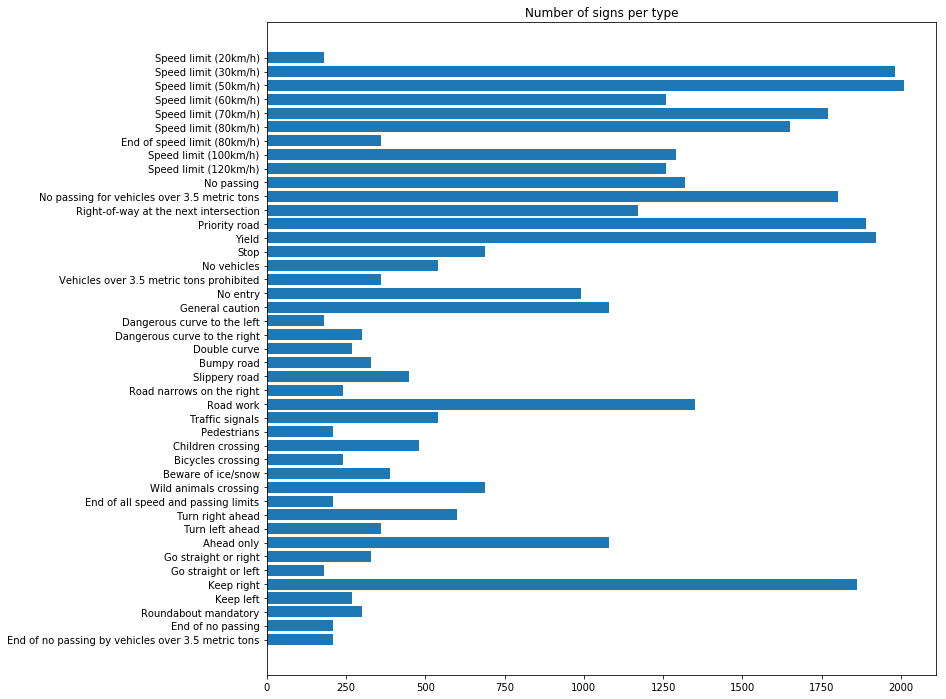 Number of signs per type
Speed limit (20km/h)
Speed limit (30km/h)
Speed limit (50km/h)
Speed limit (60km/h)
Speed limit (70km/h)
Speed limit (80km/h)
End of speed limit (80km/h)
Speed limit (100km/h)
Speed limit (120km/h)
No passing
No passing for vehicles over 3.5 metric tons
Right-of-way at the next intersection
Priority road
Yield
Stop
No vehicles
Vehicles over 3.5 metric tons prohibited
No entry
General caution
Dangerous curve to the left
Dangerous curve to the right
Double curve
Bumpy road
Slippery road
Road narrows on the right
Road work
Traffic signals
Pedestrians
Children crossing
Bicycles crossing
Beware of ice/snow
Wild animals crossing
End of all speed and passing limits
Turn right ahead
Turn left ahead
Ahead only
Go straight or right
Go straight or left
Keep right
Keep left
Roundabout mandatory
End of no passing
End of no passing by vehicles over 3.5 metric tons
0 250 500 750 1000 1250 1500 1750 2000